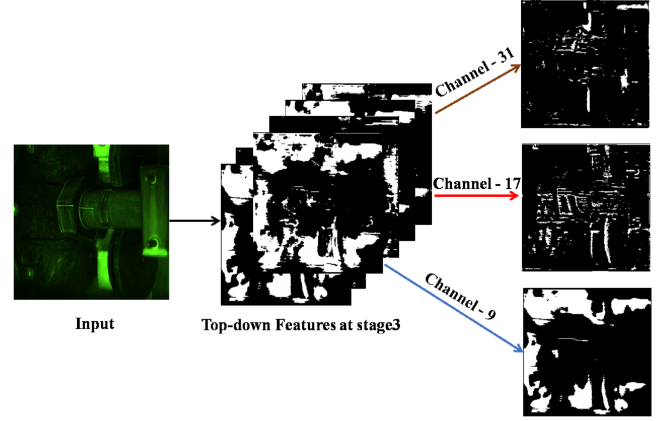 Channel - 31
Channel - 17
Channel - 9
Input
Top-down Features at stage3